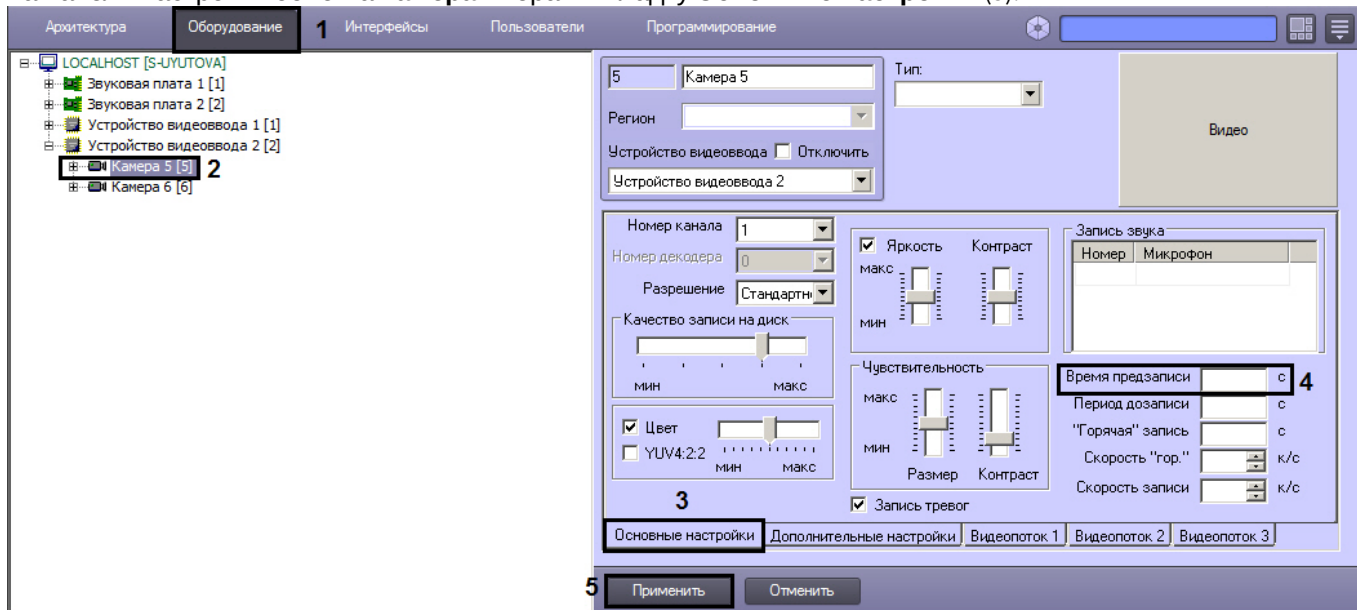 Архитектура Оборудование 1 Интерфейсы Пользователи Программирование
LOCALHOST [S-UYUTOVA]
Звуковая плата 1 [1]
Звуковая плата 2 [2]
Устройство видеоввода 1 [1]
Устройство видеоввода 2 [2]
Камера 5 [5] 2
Камера 6 [6]
5 Камера 5
Тип:
Регион
Устройство видеоввода Отключить
Устройство видеоввода 2
Видео
Номер канала 1
Номер декодера 0
Разрешение Стандартн
Качество записи на диск
мин макс
Цвет
YUV4:2:2
мин макс
Яркость Контраст
макс
мин
Чувствительность
макс
мин
Размер Контраст
Запись тревог
Запись звука
Номер Микрофон
Время предзаписи с 4
Период дозаписи с
"Горячая" запись с
Скорость "гор." к/с
Скорость записи к/с
3
Основные настройки Дополнительные настройки Видеопоток 1 Видеопоток 2 Видеопоток 3
5 Применить Отменить